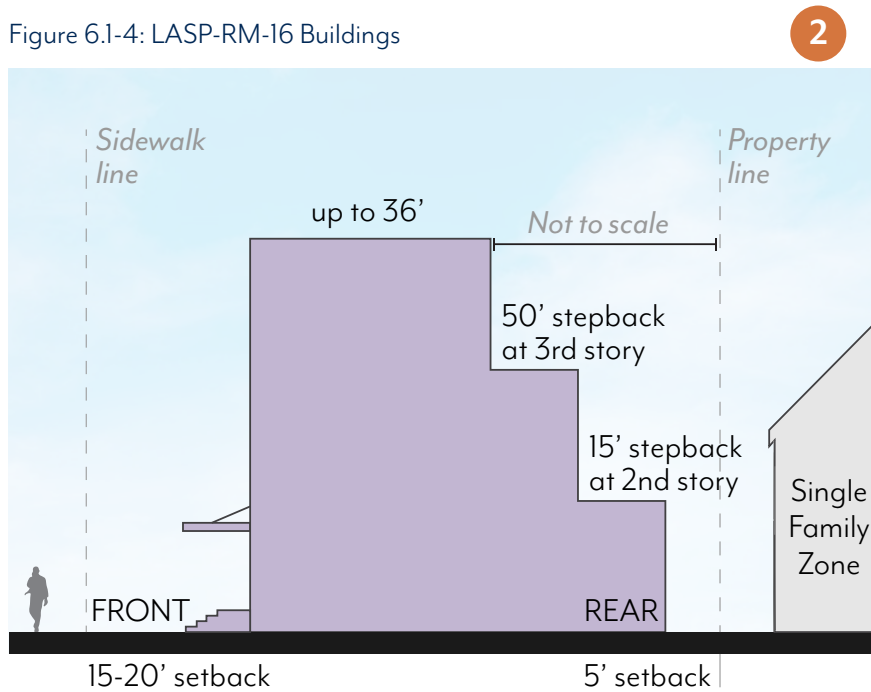 Figure 6.1-4: LASP-RM-16 Buildings
2
Sidewalk
line
Property
line
up to 36’
Not to scale
50’ stepback
at 3rd story
15’ stepback
at 2nd story
Single
Family
Zone
FRONT
REAR
15-20’ setback
5’ setback